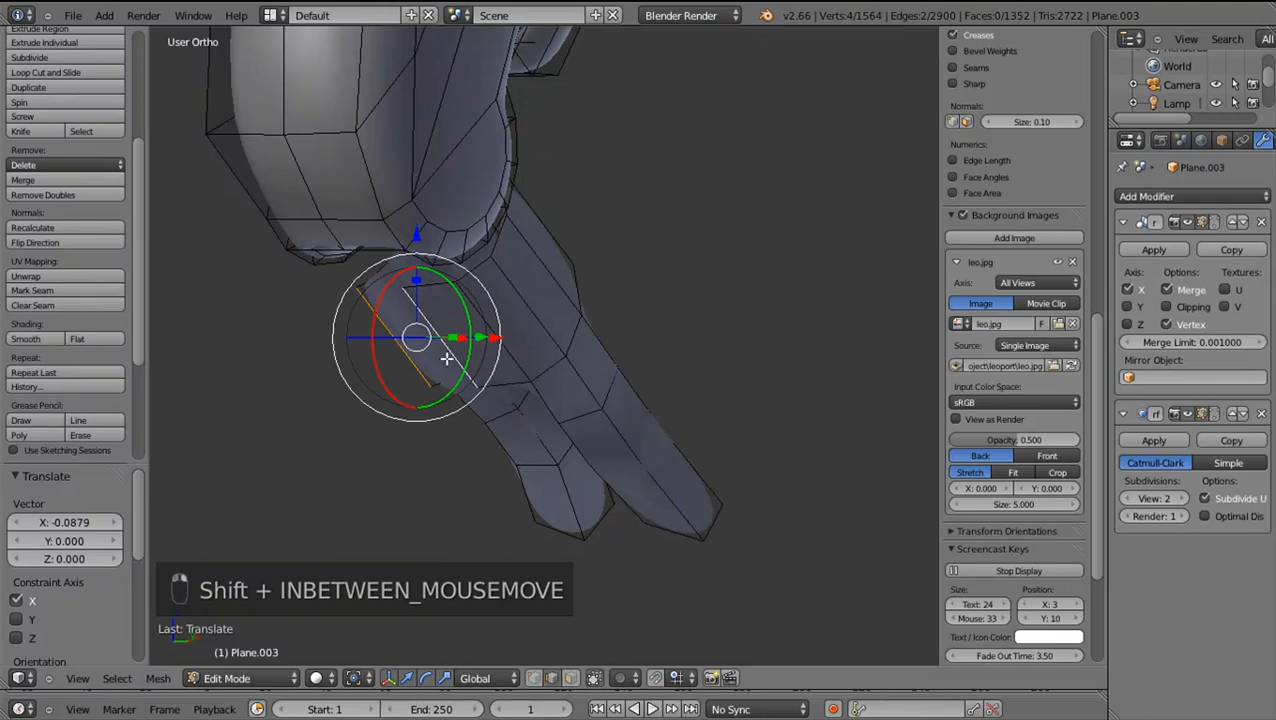 File Add Render Window Help Default Scene Blender Render v2.66 | Verts:4/1564 | Edges:2/2900 | Faces:0/1352 | Tris:2722 | Plane.003
Extrude Region
Extrude Individual
Subdivide
Loop Cut and Slide
Duplicate
Spin
Screw
Knife Select
Remove:
Delete
Merge
Remove Doubles
Normals:
Recalculate
Flip Direction
UV Mapping:
Unwrap
Mark Seam
Clear Seam
Shading:
Smooth Flat
Repeat:
Repeat Last
History...
Grease Pencil:
Draw Line
Poly Erase
Use Sketching Sessions
Translate
Vector
X: -0.0879
Y: 0.000
Z: 0.000
Constraint Axis
X
Y
Z
Orientation
User Ortho
Shift + INBETWEEN_MOUSEMOVE
Last: Translate
(1) Plane.003
Creases
Bevel Weights
Seams
Sharp
Normals:
Size: 0.10
Numerics:
Edge Length
Face Angles
Face Area
Background Images
Add Image
leo.jpg
Axis: All Views
Image Movie Clip
leo.jpg F
Source: Single Image
oject\leoport\leo.jpg
Input Color Space:
sRGB
View as Render
Opacity: 0.500
Back Front
Stretch Fit Crop
X: 0.000 Y: 0.000
Size: 5.000
Transform Orientations
Screencast Keys
Stop Display
Size: Position:
Text: 24 X: 3
Mouse: 33 Y: 10
Text / Icon Color:
Fade Out Time: 3.50
View Search All
World
Camera
Lamp
Plane.003
Add Modifier
Apply Copy
Axis: Options: Textures:
X Merge U
Y Clipping V
Z Vertex
Merge Limit: 0.001000
Mirror Object:
Apply Copy
Catmull-Clark Simple
Subdivisions: Options:
View: 2 Subdivide U
Render: 1 Optimal Dis
View Select Mesh Edit Mode Global
View Marker Frame Playback Start: 1 End: 250 1 No Sync